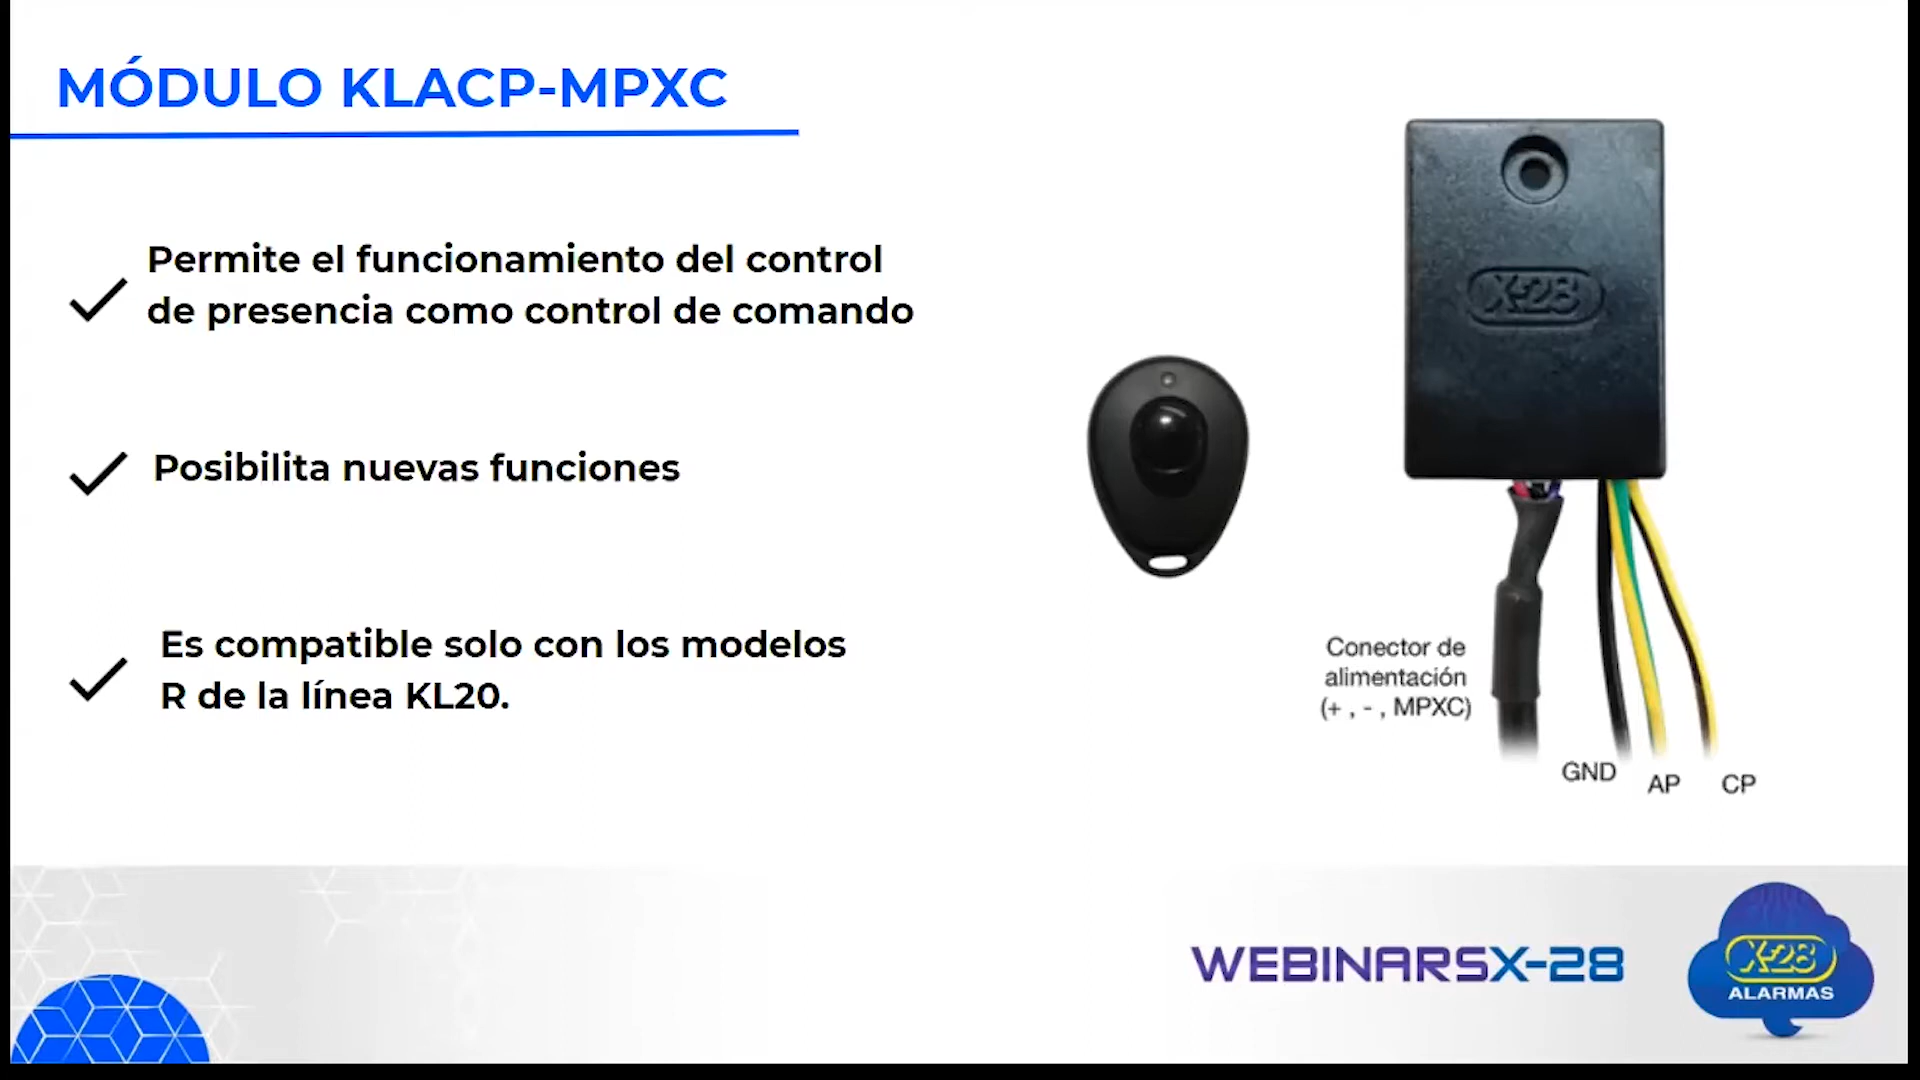 MÓDULO KLACP-MPXC
Permite el funcionamiento del control
de presencia como control de comando
Posibilita nuevas funciones
Es compatible solo con los modelos
R de la línea KL20.
X-28
Conector de
alimentación
(+ , - , MPXC)
GND
AP
CP
WEBINARSX-28
X-28
ALARMAS